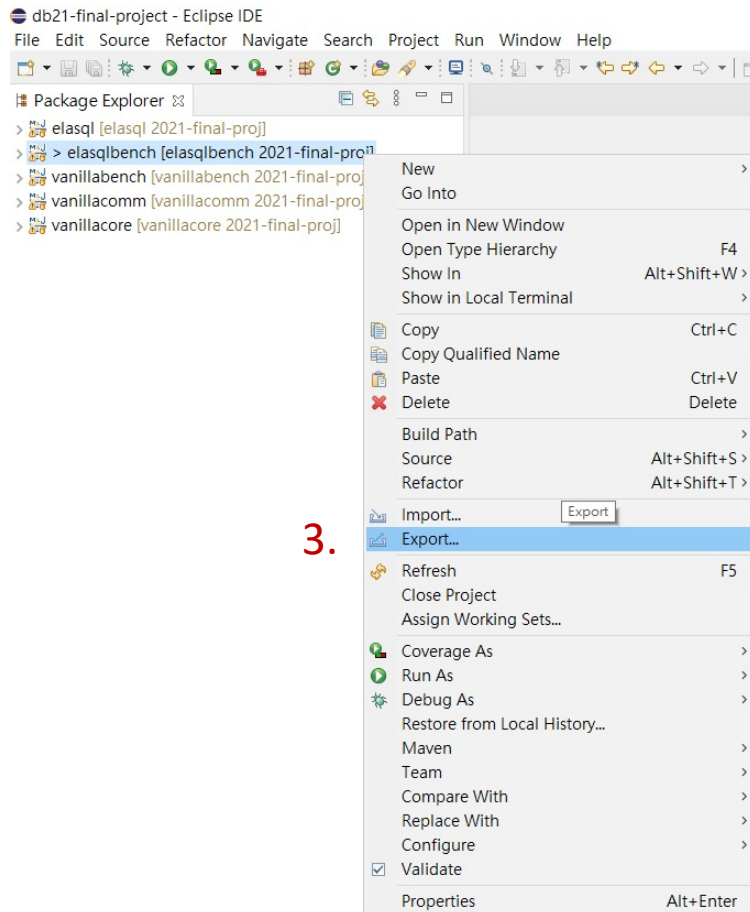 db21-final-project - Eclipse IDE
File Edit Source Refactor Navigate Search Project Run Window Help
Package Explorer
elasql [elasql 2021-final-proj]
> elasqlbench [elasqlbench 2021-final-proj]
vanillabench [vanillabench 2021-final-proj
vanillacomm [vanillacomm 2021-final-proj
vanillacore [vanillacore 2021-final-proj]
New
Go Into
Open in New Window
Open Type Hierarchy F4
Show In Alt+Shift+W
Show in Local Terminal
Copy Ctrl+C
Copy Qualified Name
Paste Ctrl+V
Delete Delete
Build Path
Source Alt+Shift+S
Refactor Alt+Shift+T
Import... Export
3. Export...
Refresh F5
Close Project
Assign Working Sets...
Coverage As
Run As
Debug As
Restore from Local History...
Maven
Team
Compare With
Replace With
Configure
Validate
Properties Alt+Enter